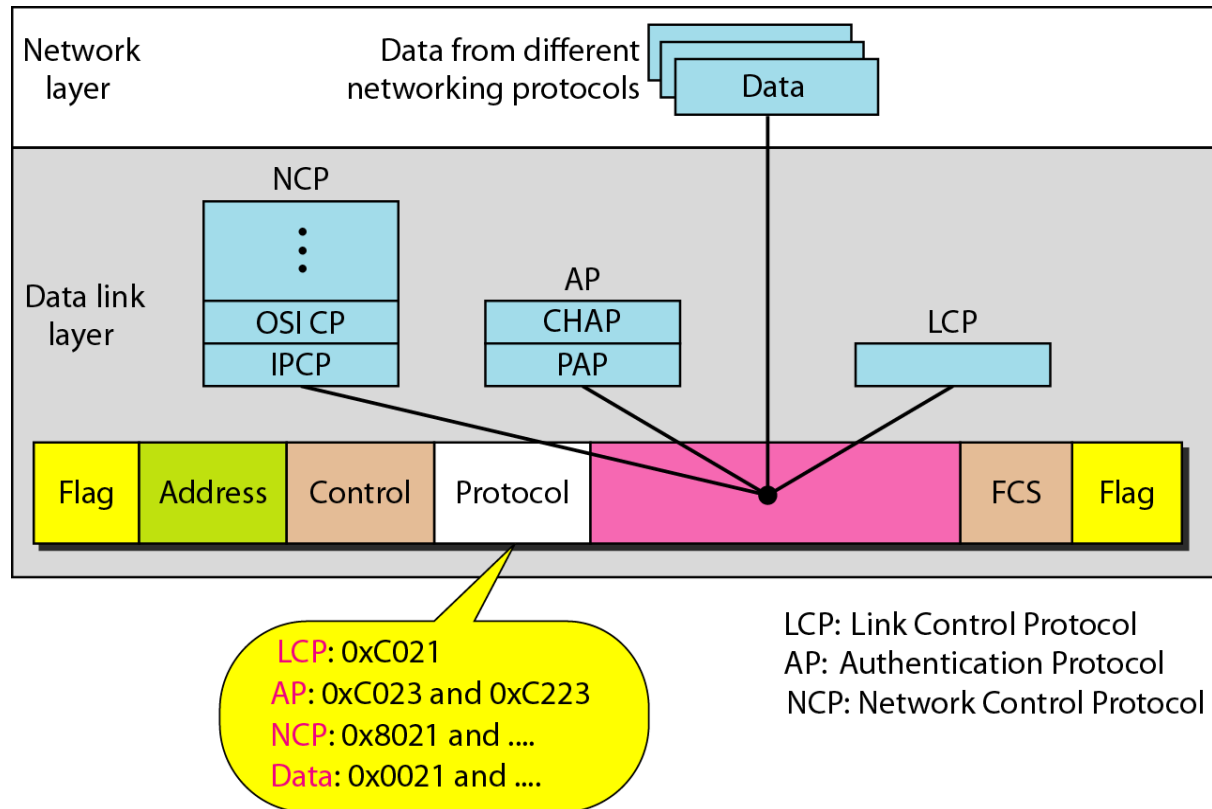 Network
layer
Data from different
networking protocols
Data
NCP
Data link
layer
OSI CP
IPCP
AP
CHAP
PAP
LCP
Flag Address Control Protocol FCS Flag
LCP: 0xC021
AP: 0xC023 and 0xC223
NCP: 0x8021 and ....
Data: 0x0021 and ....
LCP: Link Control Protocol
AP: Authentication Protocol
NCP: Network Control Protocol